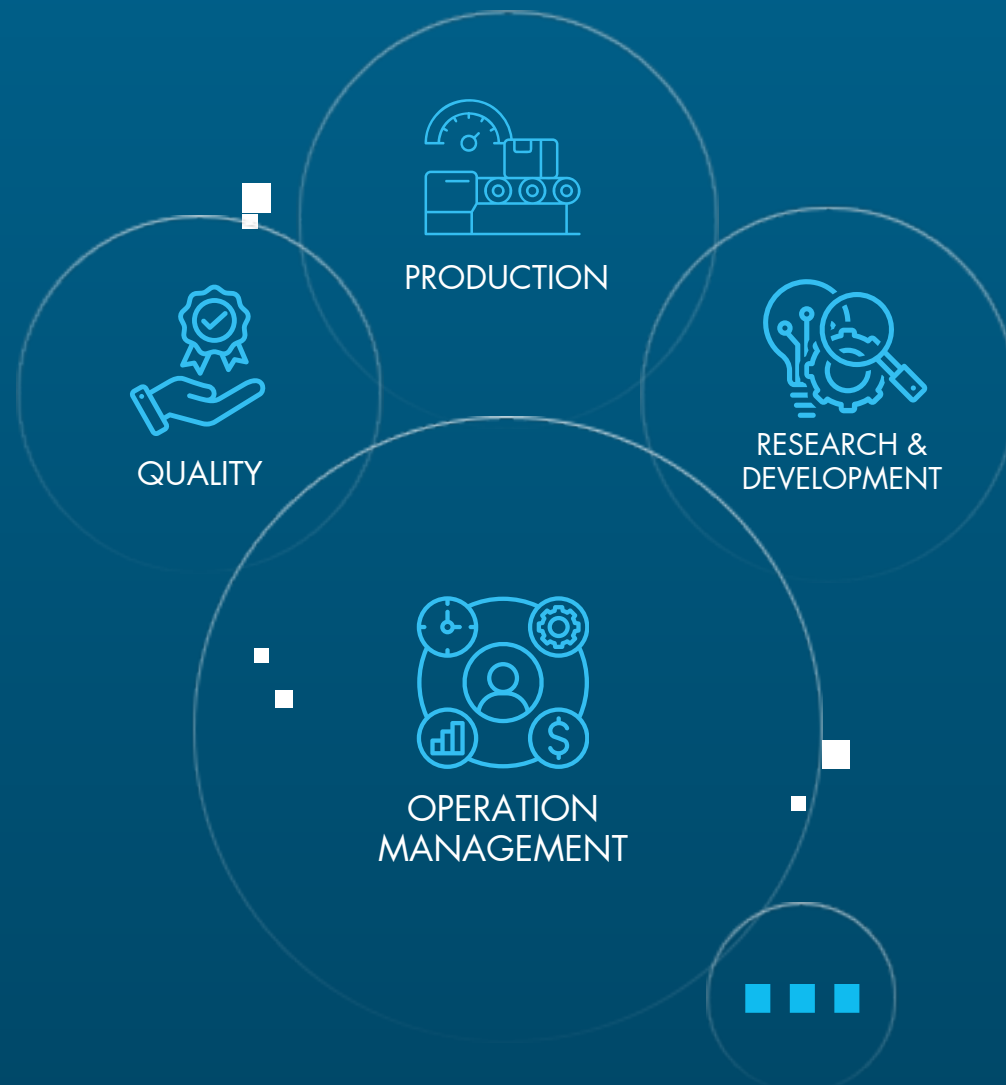 PRODUCTION
QUALITY
RESEARCH &
DEVELOPMENT
OPERATION
MANAGEMENT